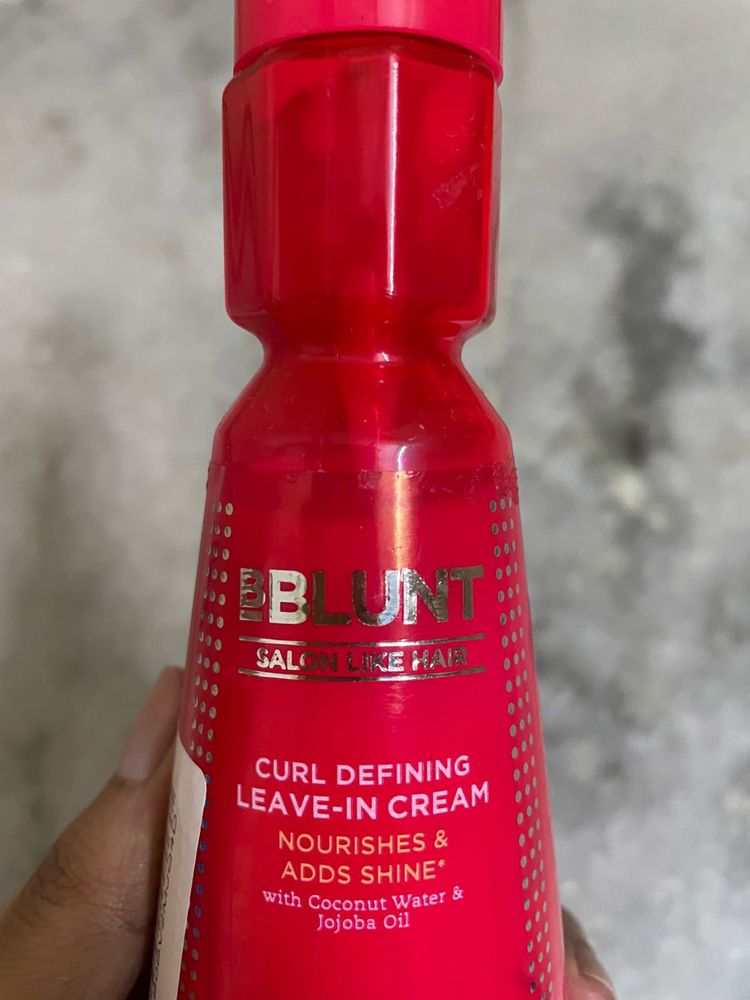 BBLUNT
SALON LIKE HAIR
CURL DEFINING
LEAVE-IN CREAM
NOURISHES &
ADDS SHINE*
with Coconut Water &
Jojoba Oil